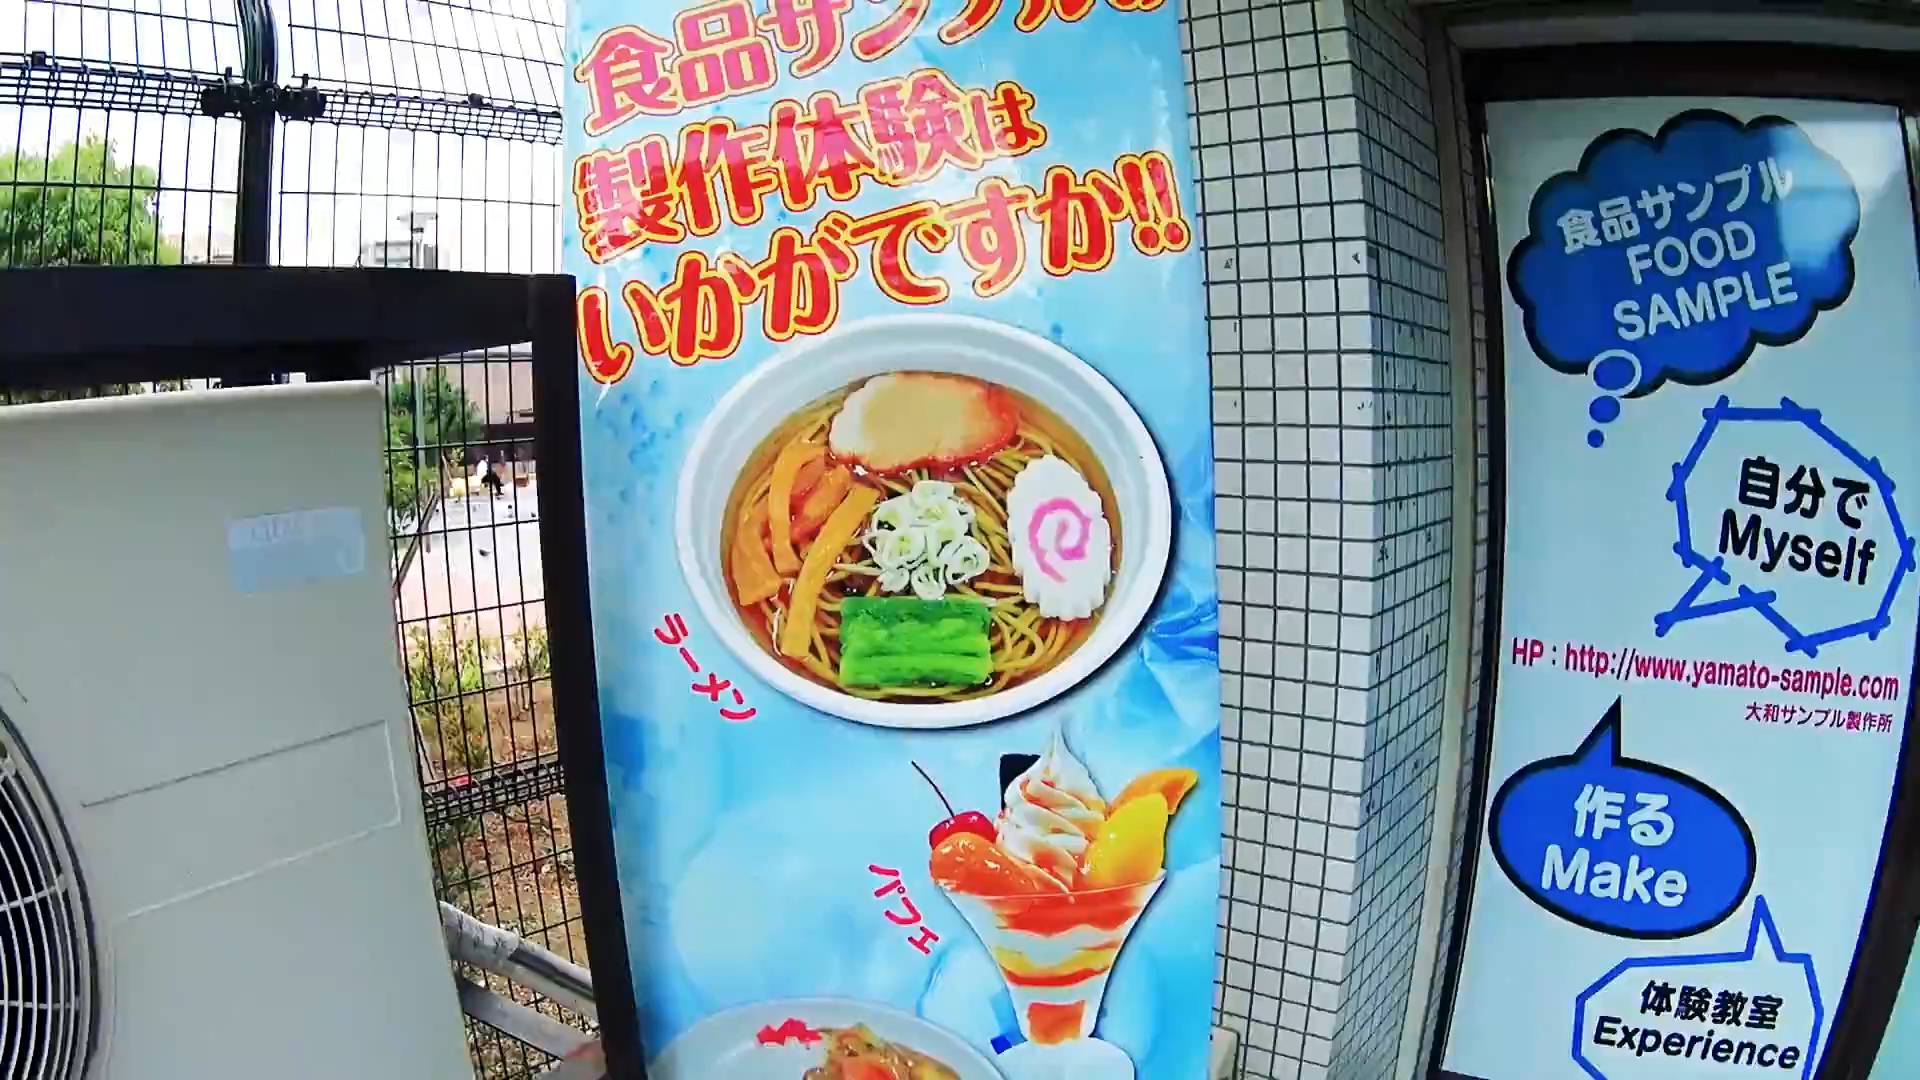 食品サンプル
製作体験は
いかがですか!!
ラーメン
パフェ
食品サンプル
FOOD
SAMPLE
自分で
Myself
HP：http://www.yamato-sample.com
大和サンプル製作所
作る
Make
体験教室
Experience